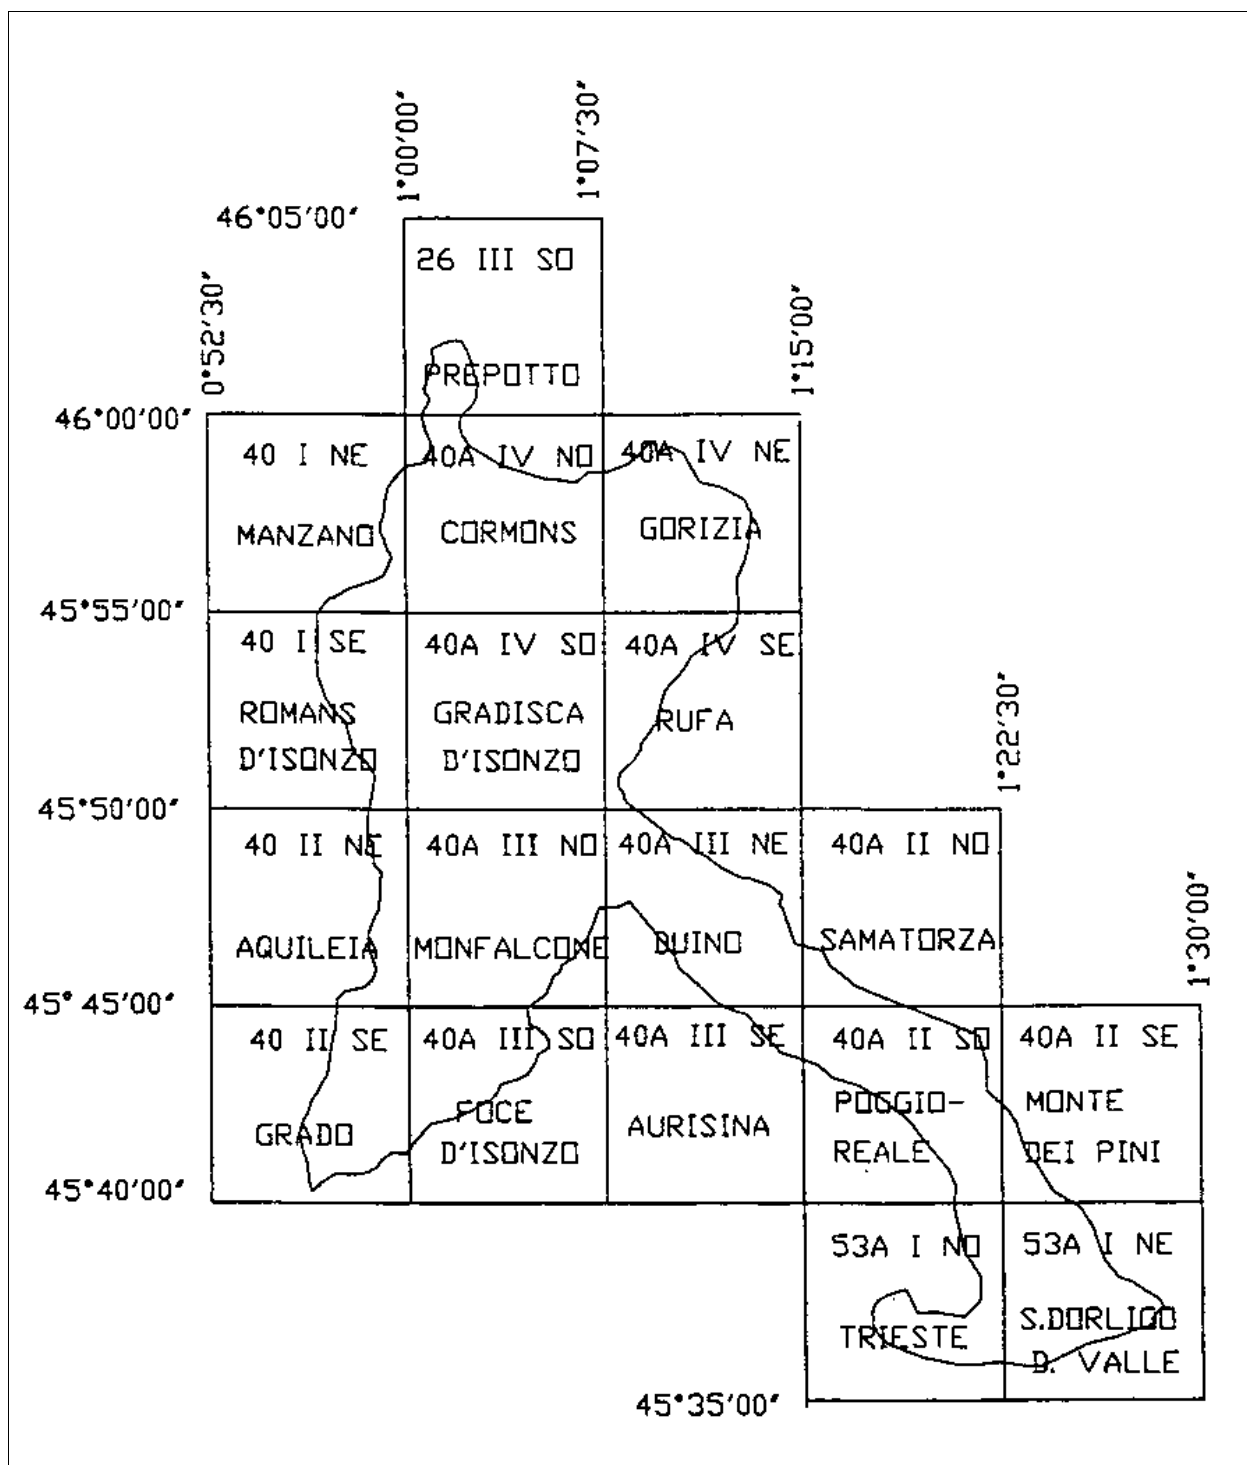 1°00'00"
1°07'30"
46°05'00"
26 III SO
0°52'30"
1°15'00"
PREPOTTO
46°00'00"
40 I NE
40A IV NO
40A IV NE
MANZANO
CORMONS
GORIZIA
45°55'00"
40 I SE
40A IV SO
40A IV SE
ROMANS
D'ISONZO
GRADISCA
D'ISONZO
RUFA
1°22'30"
45°50'00"
40 II NE
40A III NO
40A III NE
40A II NO
AQUILEIA
MONFALCONE
DUINO
SAMATORZA
1°30'00"
45°45'00"
40 II SE
40A III SO
40A III SE
40A II SO
40A II SE
GRADO
FOCE
D'ISONZO
AURISINA
POGGIO-
REALE
MONTE
DEI PINI
45°40'00"
53A I NO
53A I NE
TRIESTE
S.DORLIGO
D. VALLE
45°35'00"